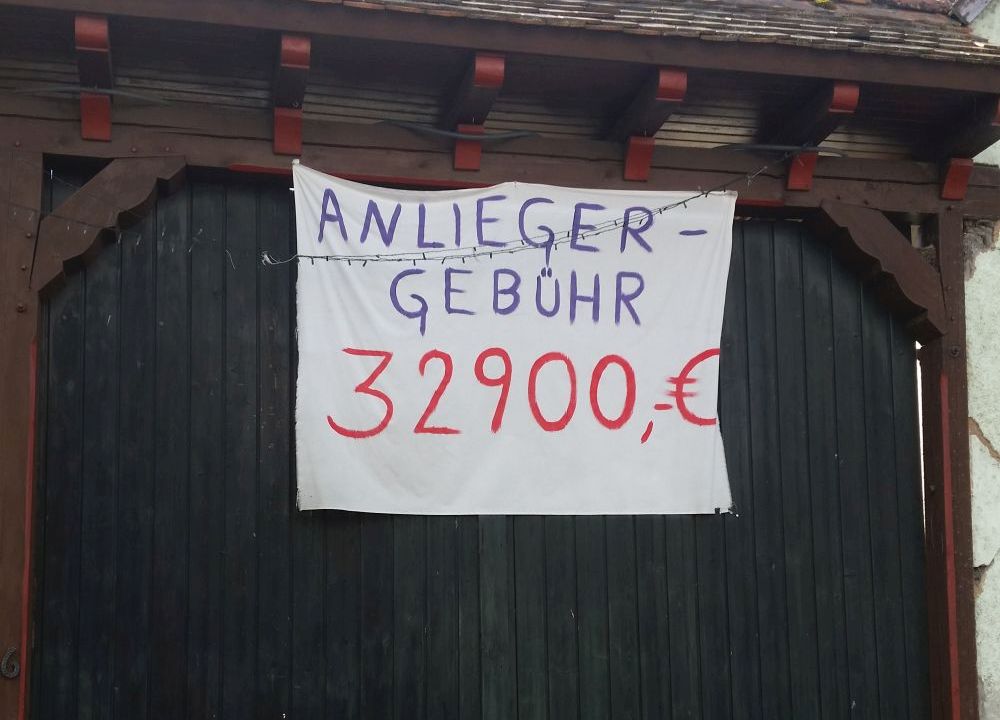 ANLIEGER-
GEBÜHR
32900,-€